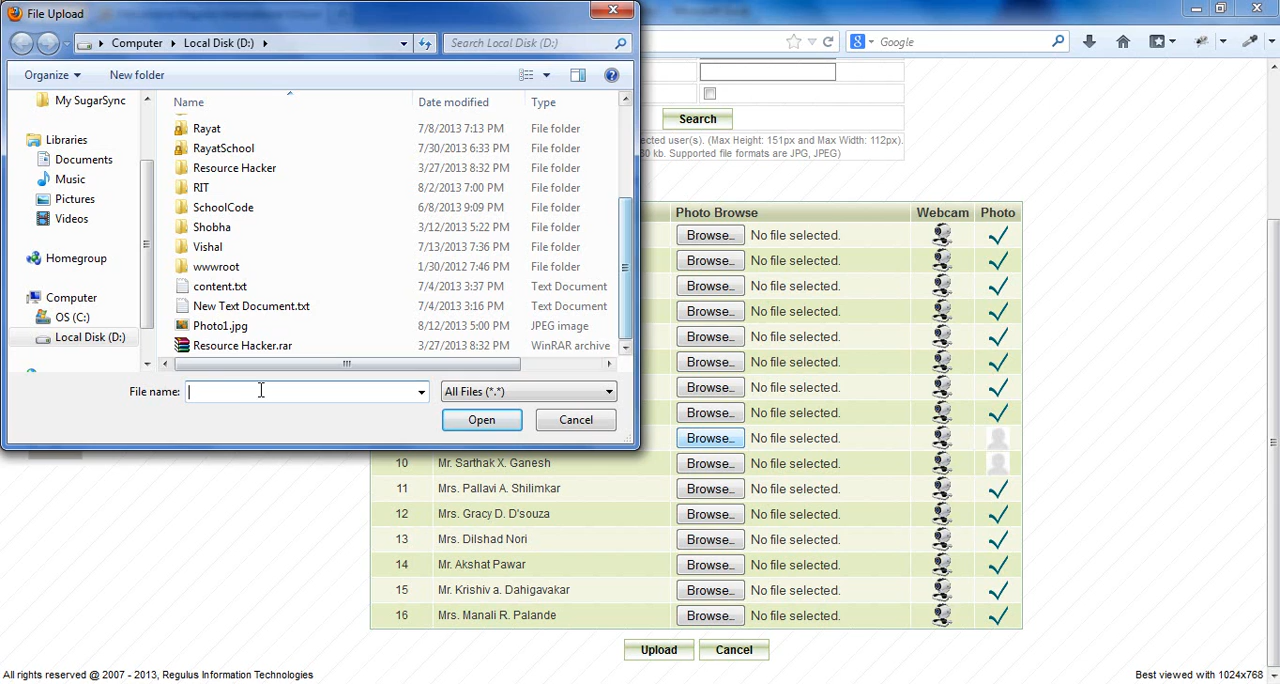 File Upload
Computer Local Disk (D:)
Search Local Disk (D:)
Google
Organize
New folder
My SugarSync
Libraries
Documents
Music
Pictures
Videos
Homegroup
Computer
OS (C:)
Local Disk (D:)
Name Date modified Type
Rayat 7/8/2013 7:13 PM File folder
RayatSchool 7/30/2013 6:33 PM File folder
Resource Hacker 3/27/2013 8:32 PM File folder
RIT 8/2/2013 7:00 PM File folder
SchoolCode 6/8/2013 9:09 PM File folder
Shobha 3/12/2013 5:22 PM File folder
Vishal 7/13/2013 7:36 PM File folder
wwwroot 1/30/2012 7:46 PM File folder
content.txt 7/4/2013 3:37 PM Text Document
New Text Document.txt 7/4/2013 3:16 PM Text Document
Photo1.jpg 8/12/2013 5:00 PM JPEG image
Resource Hacker.rar 3/27/2013 8:32 PM WinRAR archive
File name:
All Files (*.*)
Open
Cancel
Search
ected user(s). (Max Height: 151px and Max Width: 112px).
80 kb. Supported file formats are JPG, JPEG)
Photo Browse Webcam Photo
Browse... No file selected.
Browse... No file selected.
Browse... No file selected.
Browse... No file selected.
Browse... No file selected.
Browse... No file selected.
Browse... No file selected.
Browse... No file selected.
Browse... No file selected.
10 Mr. Sarthak X. Ganesh Browse... No file selected.
11 Mrs. Pallavi A. Shilimkar Browse... No file selected.
12 Mrs. Gracy D. D'souza Browse... No file selected.
13 Mrs. Dilshad Nori Browse... No file selected.
14 Mr. Akshat Pawar Browse... No file selected.
15 Mr. Krishiv a. Dahigavakar Browse... No file selected.
16 Mrs. Manali R. Palande Browse... No file selected.
Upload
Cancel
All rights reserved @ 2007 - 2013, Regulus Information Technologies
Best viewed with 1024x768